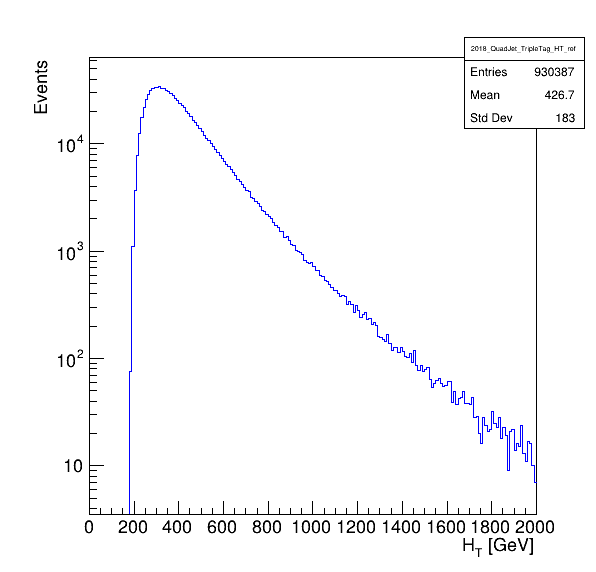 2018_QuadJet_TripleTag_HT_ref
Entries 930387
Mean 426.7
Std Dev 183
Events
10^4
10^3
10^2
10
0 200 400 600 800 1000 1200 1400 1600 1800 2000
H_T [GeV]